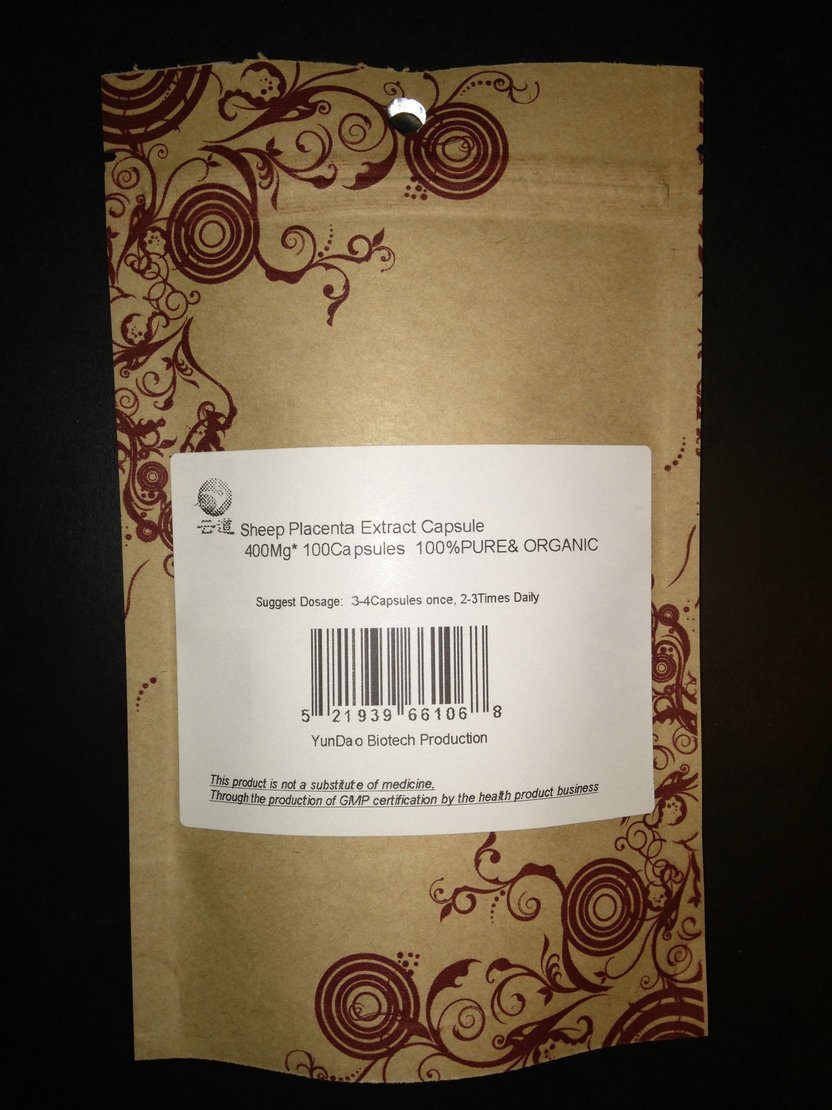 云道
Sheep Placenta Extract Capsule
400Mg* 100Capsules 100%PURE& ORGANIC
Suggest Dosage: 3-4Capsules once, 2-3Times Daily
5 21939 66106 8
YunDao Biotech Production
This product is not a substitute of medicine,
Through the production of GMP certification by the health product business